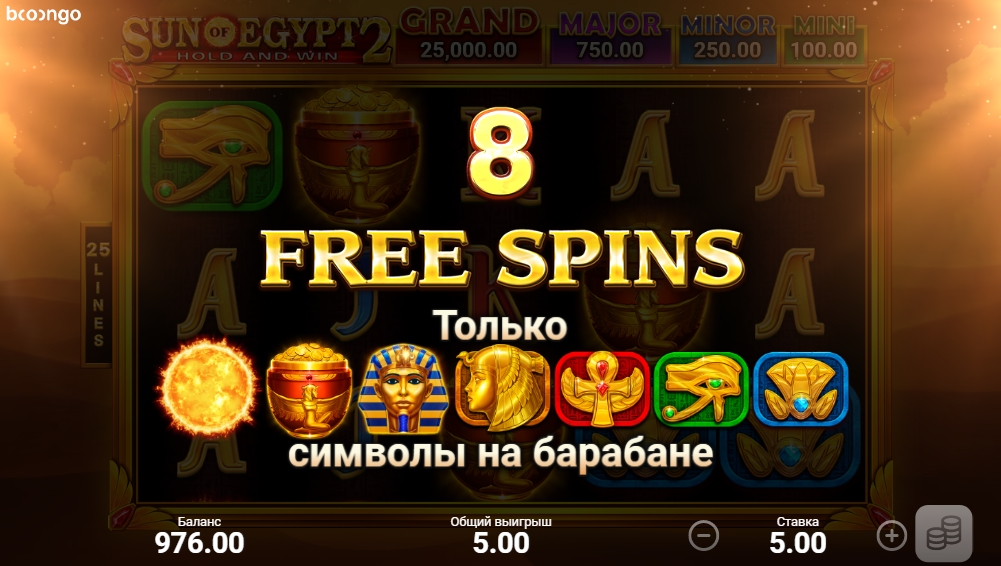 booongo
SUN OF EGYPT 2
HOLD AND WIN
GRAND
25,000.00
MAJOR
750.00
MINOR
250.00
MINI
100.00
25
LINES
K A A
A J K A
A
8
FREE SPINS
Только
символы на барабане
Баланс
976.00
Общий выигрыш
5.00
Ставка
5.00